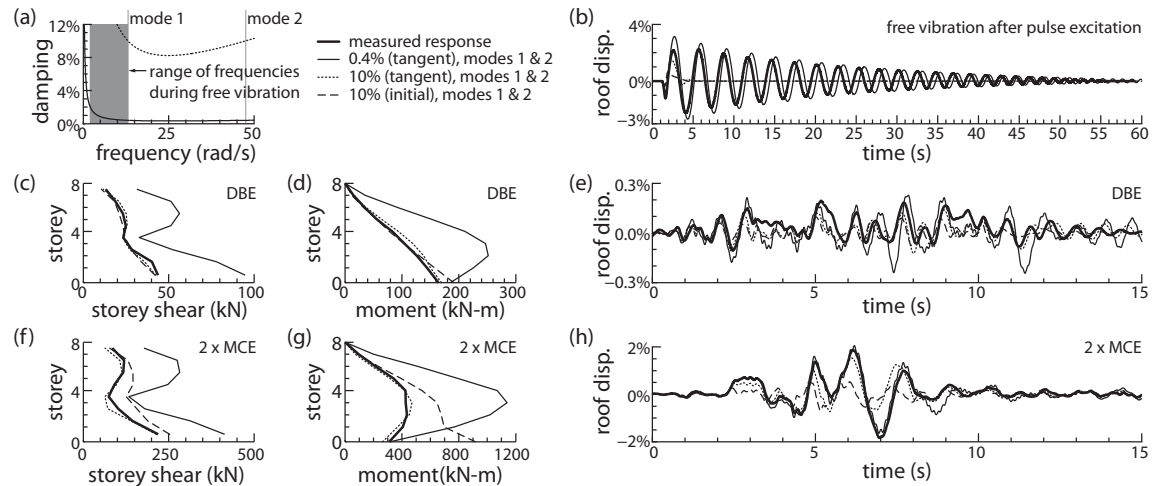 (a)
mode 1
mode 2
12%
8%
4%
0%
damping
range of frequencies
during free vibration
0
25
50
frequency (rad/s)
measured response
0.4% (tangent), modes 1 & 2
10% (tangent), modes 1 & 2
10% (initial), modes 1 & 2
(b)
free vibration after pulse excitation
4%
0%
−3%
roof disp.
0 5 10 15 20 25 30 35 40 45 50 55 60
time (s)
(c)
DBE
8
4
0
storey
0 50 100
storey shear (kN)
(d)
DBE
8
4
0
storey
0 100 200 300
moment (kN-m)
(e)
DBE
0.3%
0.0%
−0.3%
roof disp.
0 5 10 15
time (s)
(f)
2 x MCE
8
4
0
storey
0 250 500
storey shear (kN)
(g)
2 x MCE
8
4
0
storey
0 400 800 1200
moment(kN-m)
(h)
2 x MCE
2%
0%
−2%
roof disp.
0 5 10 15
time (s)